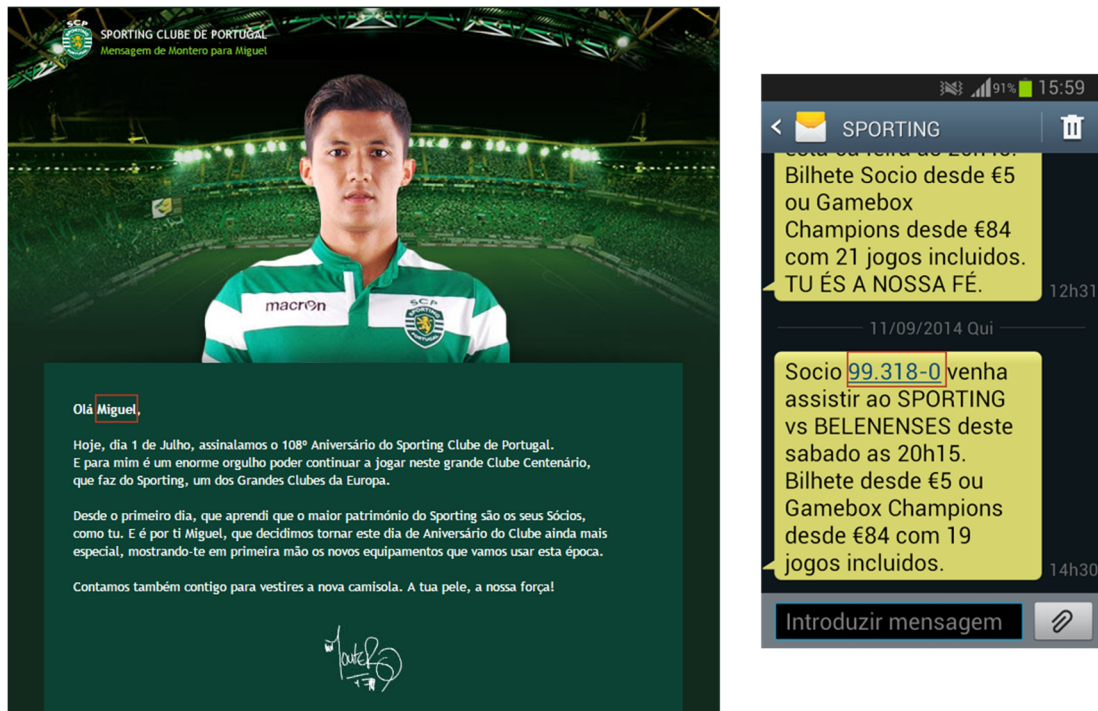 SCP
SPORTING
PORTUGAL
SPORTING CLUBE DE PORTUGAL
Mensagem de Montero para Miguel
macron
SCP
SPORTING
PORTUGAL
Olá Miguel,
Hoje, dia 1 de Julho, assinalamos o 108º Aniversário do Sporting Clube de Portugal.
E para mim é um enorme orgulho poder continuar a jogar neste grande Clube Centenário,
que faz do Sporting, um dos Grandes Clubes da Europa.
Desde o primeiro dia, que aprendi que o maior património do Sporting são os seus Sócios,
como tu. E é por ti Miguel, que decidimos tornar este dia de Aniversário do Clube ainda mais
especial, mostrando-te em primeira mão os novos equipamentos que vamos usar esta época.
Contamos também contigo para vestires a nova camisola. A tua pele, a nossa força!
91% 15:59
SPORTING
Bilhete Socio desde €5
ou Gamebox
Champions desde €84
com 21 jogos incluidos.
TU ÉS A NOSSA FÉ.
12h31
11/09/2014 Qui
Socio 99.318-0 venha
assistir ao SPORTING
vs BELENENSES deste
sabado as 20h15.
Bilhete desde €5 ou
Gamebox Champions
desde €84 com 19
jogos incluidos.
14h30
Introduzir mensagem